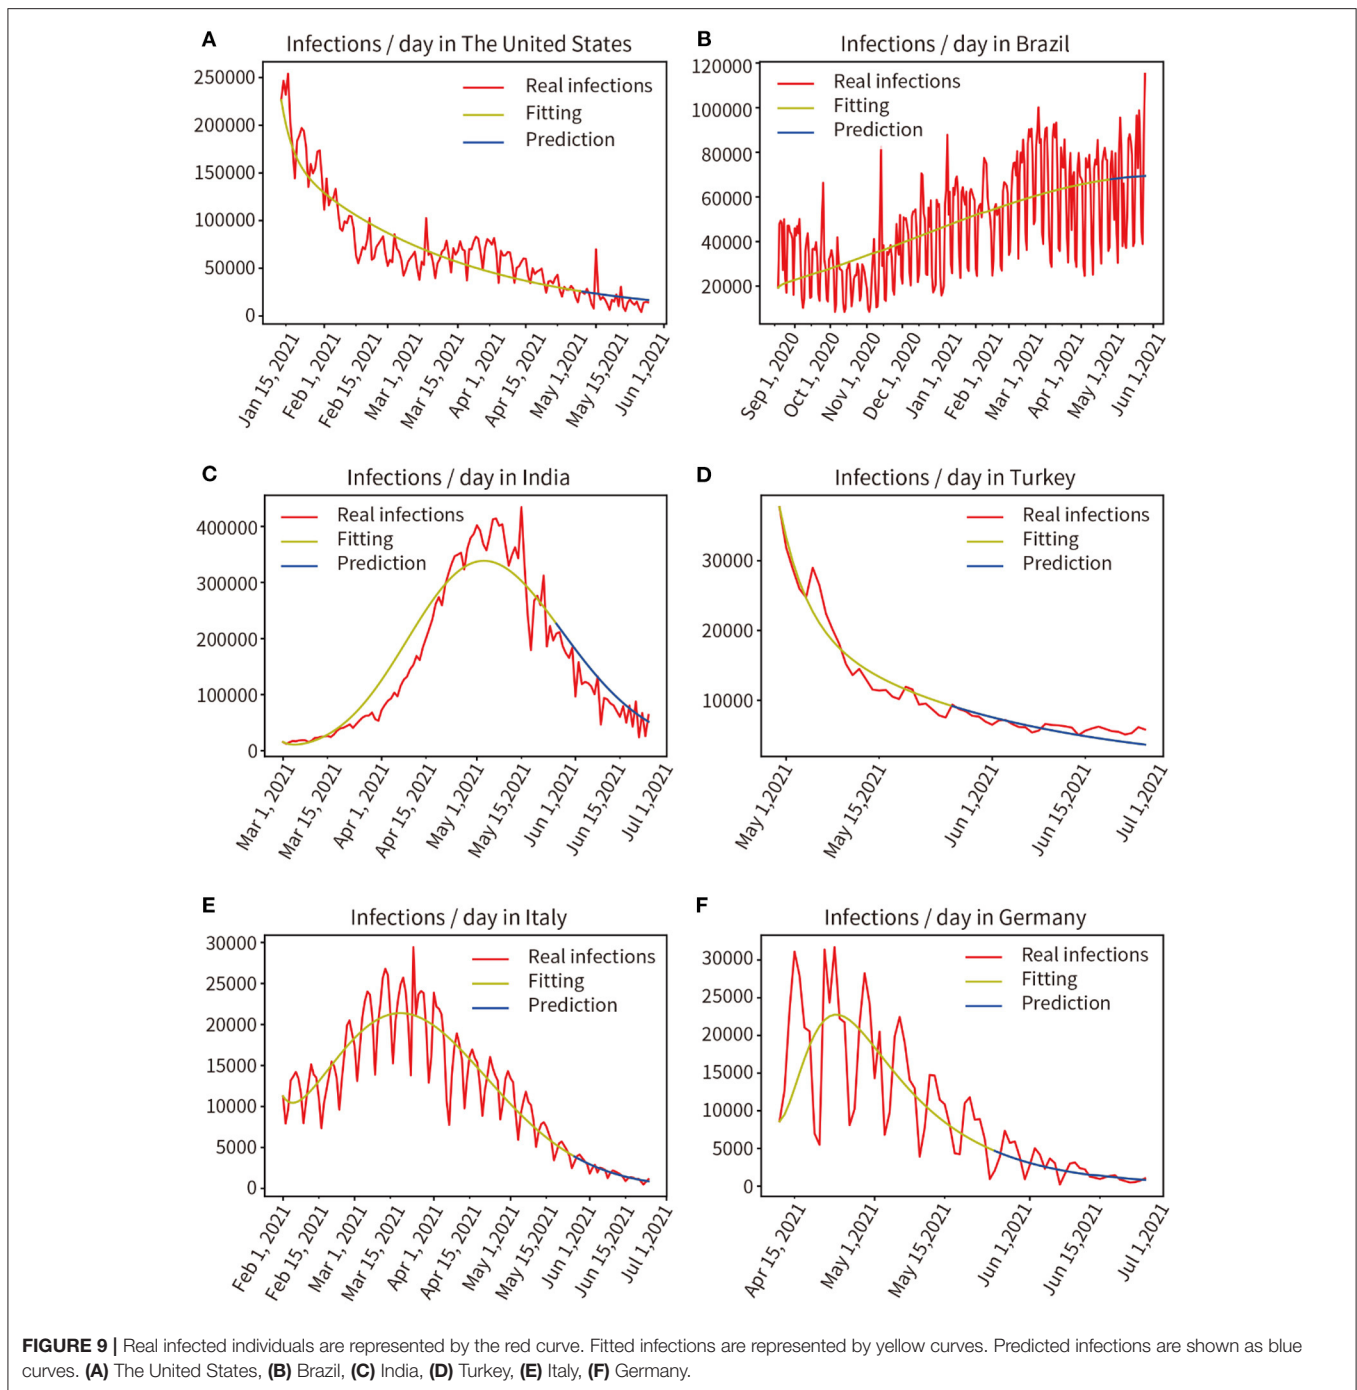 A
Infections / day in The United States
250000
200000
150000
100000
50000
0
Real infections
Fitting
Prediction
Jan 15, 2021
Feb 1, 2021
Feb 15, 2021
Mar 1, 2021
Mar 15, 2021
Apr 1, 2021
Apr 15, 2021
May 1,2021
May 15,2021
Jun 1,2021
B
Infections / day in Brazil
120000
100000
80000
60000
40000
20000
Real infections
Fitting
Prediction
Sep 1, 2020
Oct 1, 2020
Nov 1, 2020
Dec 1, 2020
Jan 1, 2021
Feb 1, 2021
Mar 1, 2021
Apr 1, 2021
May 1,2021
Jun 1,2021
C
Infections / day in India
400000
300000
200000
100000
0
Real infections
Fitting
Prediction
Mar 1, 2021
Mar 15, 2021
Apr 1, 2021
Apr 15, 2021
May 1,2021
May 15,2021
Jun 1,2021
Jun 15,2021
Jul 1,2021
D
Infections / day in Turkey
30000
20000
10000
Real infections
Fitting
Prediction
May 1,2021
May 15,2021
Jun 1,2021
Jun 15,2021
Jul 1,2021
E
Infections / day in Italy
30000
25000
20000
15000
10000
5000
0
Real infections
Fitting
Prediction
Feb 1, 2021
Feb 15, 2021
Mar 1, 2021
Mar 15, 2021
Apr 1, 2021
Apr 15, 2021
May 1,2021
May 15,2021
Jun 1,2021
Jun 15,2021
Jul 1,2021
F
Infections / day in Germany
30000
25000
20000
15000
10000
5000
0
Real infections
Fitting
Prediction
Apr 15, 2021
May 1,2021
May 15,2021
Jun 1,2021
Jun 15,2021
Jul 1,2021
FIGURE 9 | Real infected individuals are represented by the red curve. Fitted infections are represented by yellow curves. Predicted infections are shown as blue
curves. (A) The United States, (B) Brazil, (C) India, (D) Turkey, (E) Italy, (F) Germany.